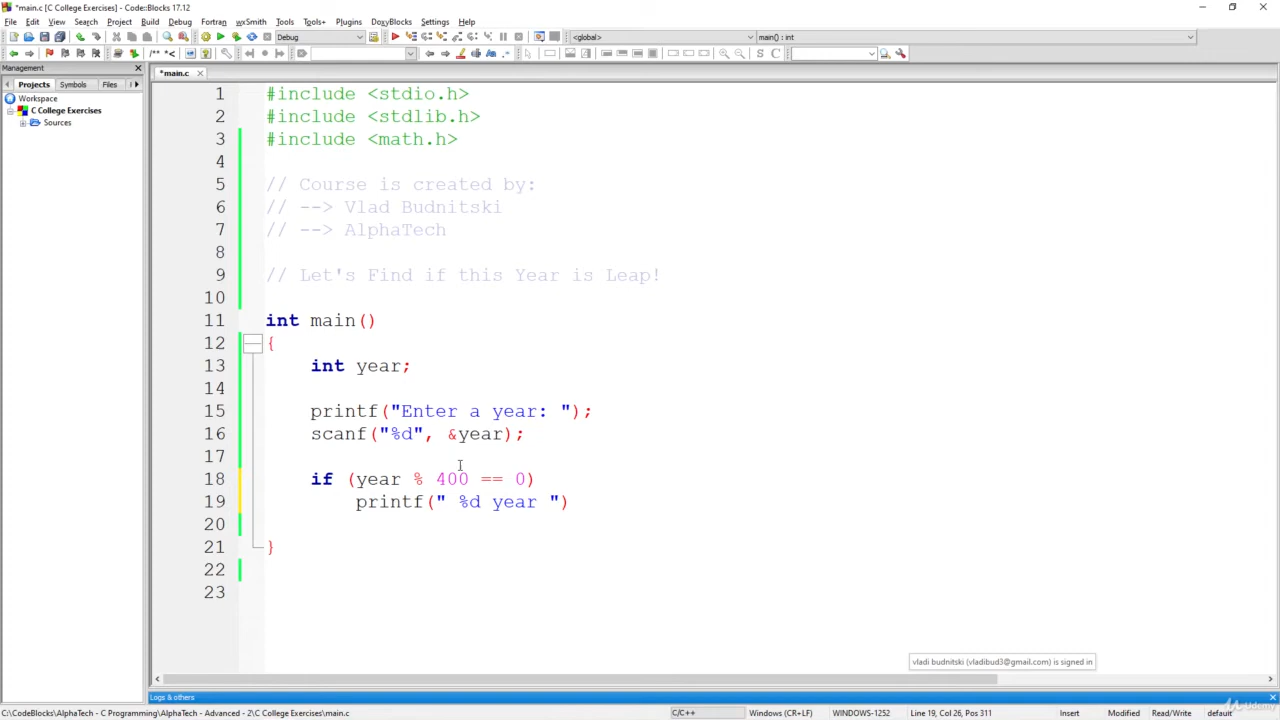 *main.c [C College Exercises] - Code::Blocks 17.12
File Edit View Search Project Build Debug Fortran wxSmith Tools Tools+ Plugins DoxyBlocks Settings Help
Debug <global> main() : int
/** *<
S C
Management
Projects Symbols Files
*main.c
Workspace
C College Exercises
Sources
1 #include <stdio.h>
2 #include <stdlib.h>
3 #include <math.h>
4
5 // Course is created by:
6 // --> Vlad Budnitski
7 // --> AlphaTech
8
9 // Let's Find if this Year is Leap!
10
11 int main()
12 {
13 int year;
14
15 printf("Enter a year: ");
16 scanf("%d", &year);
17
18 if (year % 400 == 0)
19 printf(" %d year ")
20
21 }
22
23
vladi budnitski (vladibud3@gmail.com) is signed in
Logs & others
C:\CodeBlocks\AlphaTech - C Programming\AlphaTech - Advanced - 2\C College Exercises\main.c C/C++ Windows (CR+LF) WINDOWS-1252 Line 19, Col 26, Pos 311 Insert Modified Read/Write default
Udemy